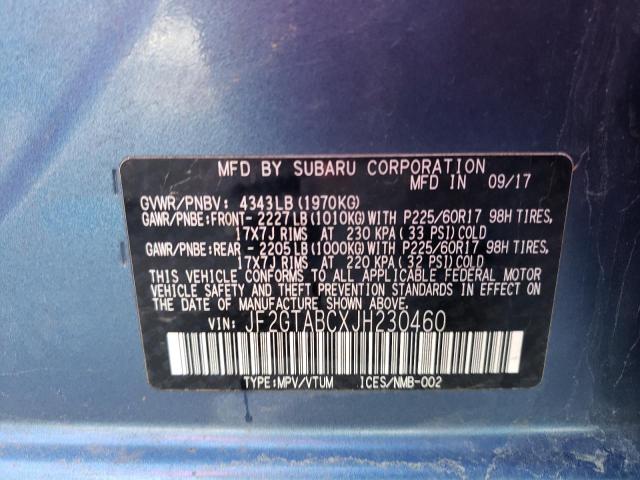 MFD BY SUBARU CORPORATION
MFD IN 09/17
GVWR/PNBV: 4343LB (1970KG)
GAWR/PNBE:FRONT- 2227LB (1010KG) WITH P225/60R17 98H TIRES,
17X7J RIMS AT 230 KPA ( 33 PSI) COLD
GAWR/PNBE:REAR - 2205LB (1000KG) WITH P225/60R17 98H TIRES,
17X7J RIMS AT 220 KPA ( 32 PSI) COLD
THIS VEHICLE CONFORMS TO ALL APPLICABLE FEDERAL MOTOR
VEHICLE SAFETY, BUMPER, AND THEFT PREVENTION STANDARDS IN EFFECT ON THE DATE
OF MANUFACTURE SHOWN ABOVE.
VIN: JF2GTABCXJH230460
TYPE:MPV/VTUM ICES/NMB-002